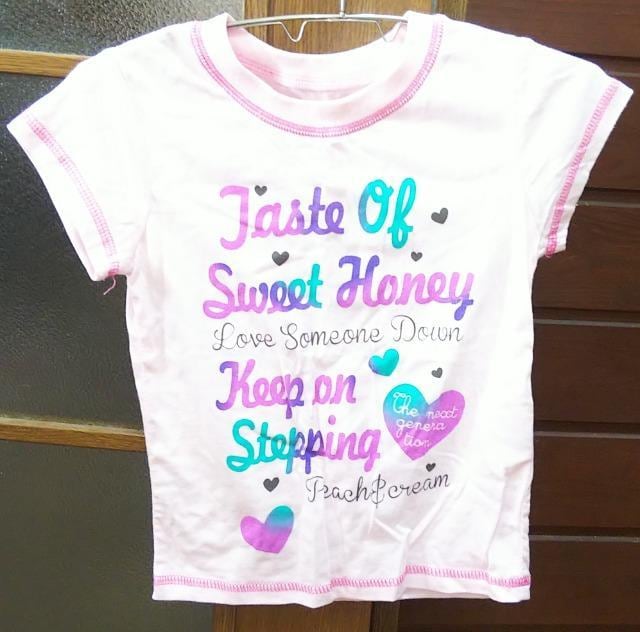 Taste Of
Sweet Honey
Love Someone Down
Keep on
Stepping
The next
genera
tion
Peach&cream